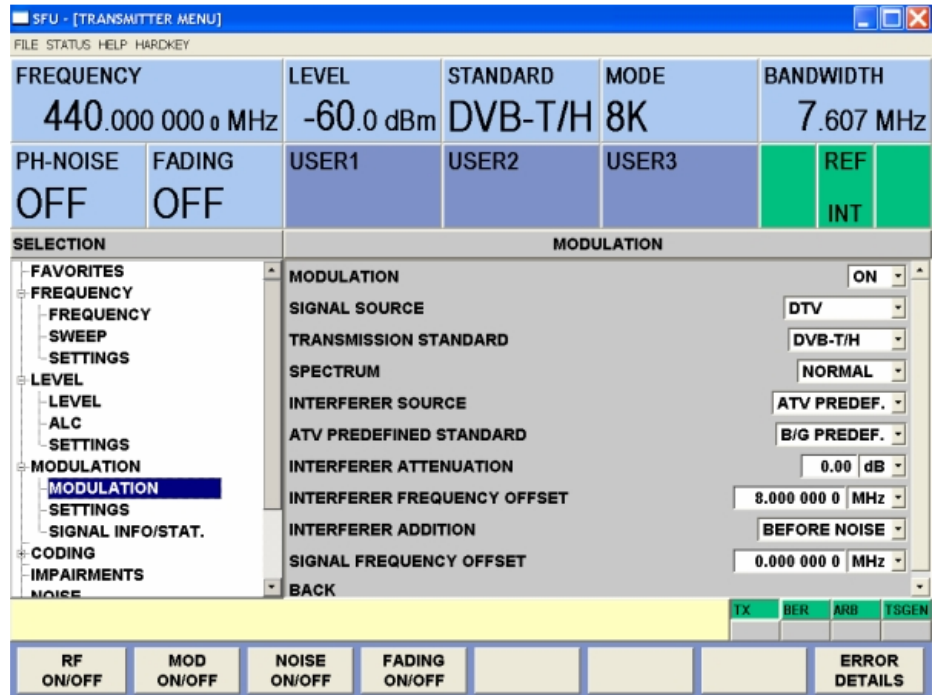 SFU - [TRANSMITTER MENU]
FILE STATUS HELP HARDKEY
FREQUENCY LEVEL STANDARD MODE BANDWIDTH
440.000 000 0 MHz -60.0 dBm DVB-T/H 8K 7.607 MHz
PH-NOISE FADING USER1 USER2 USER3 REF
OFF OFF INT
SELECTION MODULATION
FAVORITES
FREQUENCY
FREQUENCY
SWEEP
SETTINGS
LEVEL
LEVEL
ALC
SETTINGS
MODULATION
MODULATION
SETTINGS
SIGNAL INFO/STAT.
CODING
IMPAIRMENTS
NOISE
MODULATION ON
SIGNAL SOURCE DTV
TRANSMISSION STANDARD DVB-T/H
SPECTRUM NORMAL
INTERFERER SOURCE ATV PREDEF.
ATV PREDEFINED STANDARD B/G PREDEF.
INTERFERER ATTENUATION 0.00 dB
INTERFERER FREQUENCY OFFSET 8.000 000 0 MHz
INTERFERER ADDITION BEFORE NOISE
SIGNAL FREQUENCY OFFSET 0.000 000 0 MHz
BACK
TX BER ARB TSGEN
RF ON/OFF
MOD ON/OFF
NOISE ON/OFF
FADING ON/OFF
ERROR DETAILS